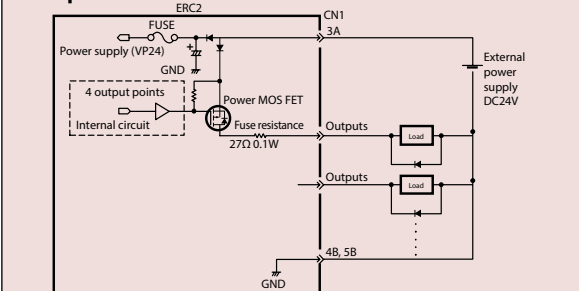 ERC2
CN1
FUSE
3A
Power supply (VP24)
GND
External
power
supply
DC24V
4 output points
Power MOS FET
Internal circuit
Fuse resistance
27Ω 0.1W
Outputs
Load
Outputs
Load
4B, 5B
GND